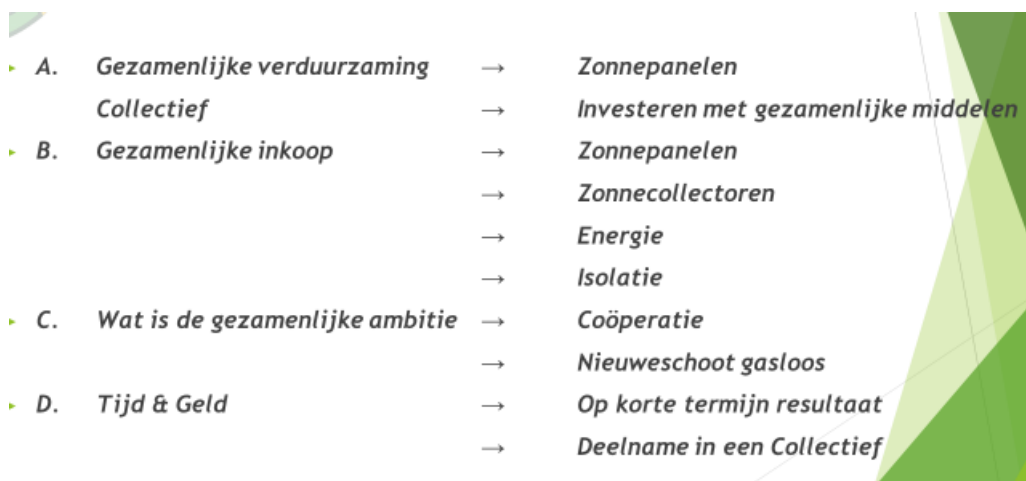 A. Gezamenlijke verduurzaming → Zonnepanelen
Collectief → Investeren met gezamenlijke middelen
B. Gezamenlijke inkoop → Zonnepanelen
→ Zonnecollectoren
→ Energie
→ Isolatie
C. Wat is de gezamenlijke ambitie → Coöperatie
→ Nieuweschoot gasloos
D. Tijd & Geld → Op korte termijn resultaat
→ Deelname in een Collectief